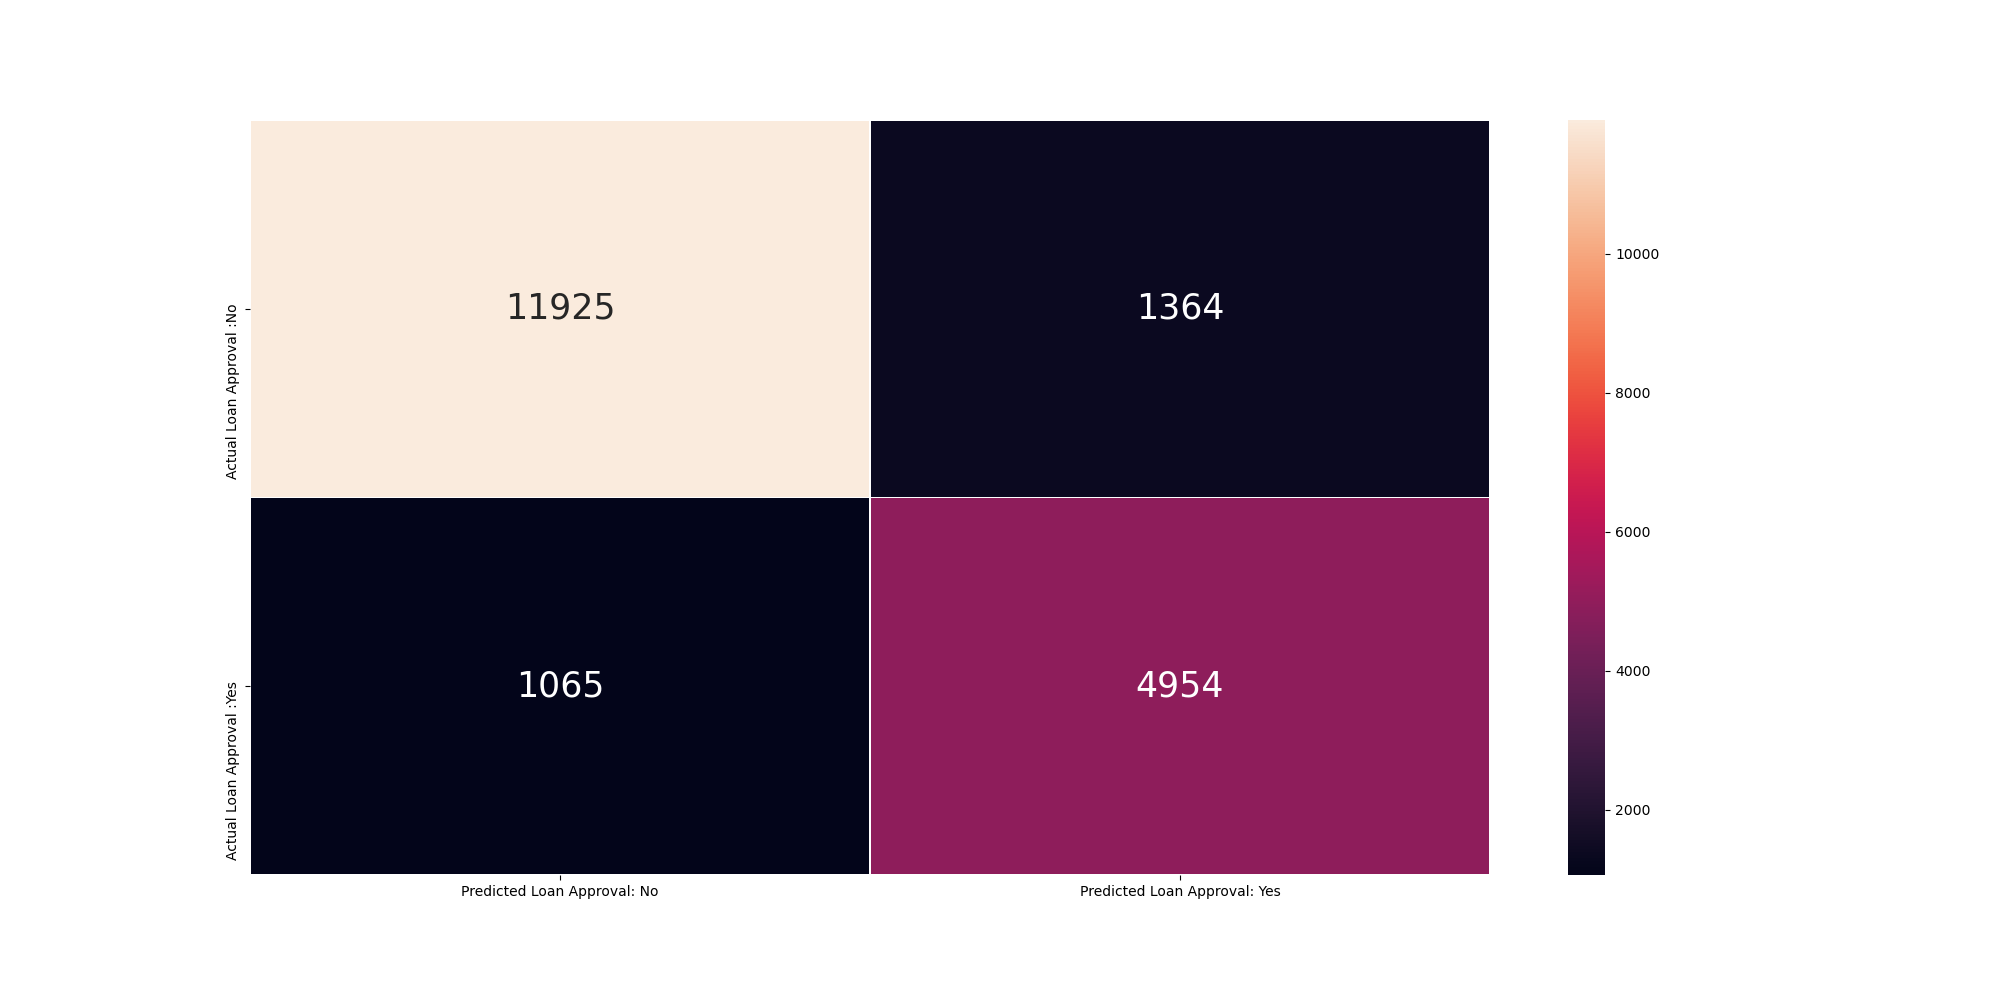 Actual Loan Approval :No
11925
1364
Actual Loan Approval :Yes
1065
4954
Predicted Loan Approval: No
Predicted Loan Approval: Yes
10000
8000
6000
4000
2000